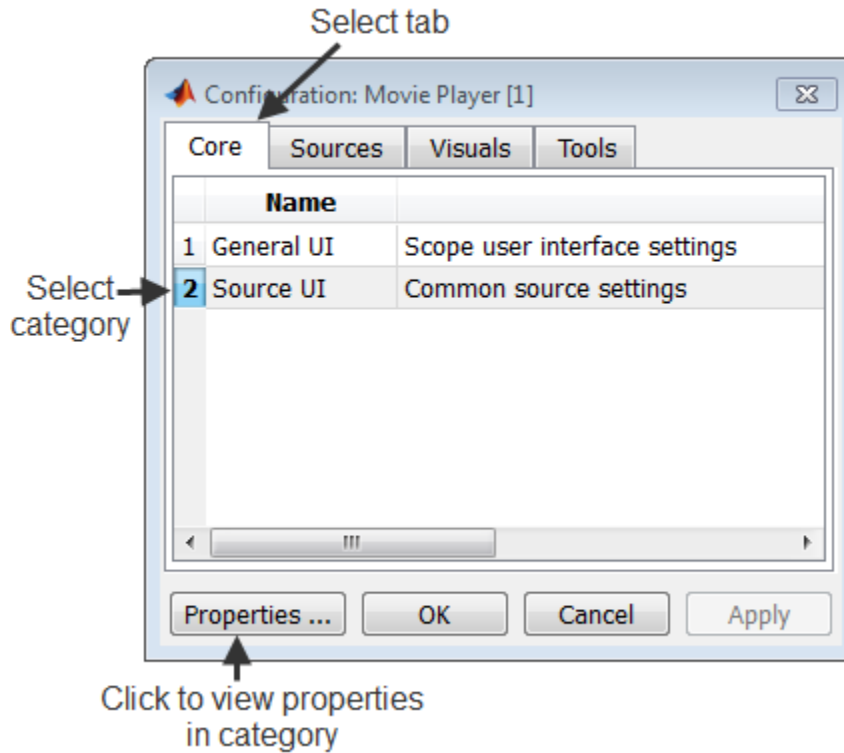 Select tab
Configuration: Movie Player [1]
Core Sources Visuals Tools
Name
1 General UI Scope user interface settings
2 Source UI Common source settings
Select
category
Properties ... OK Cancel Apply
Click to view properties
in category